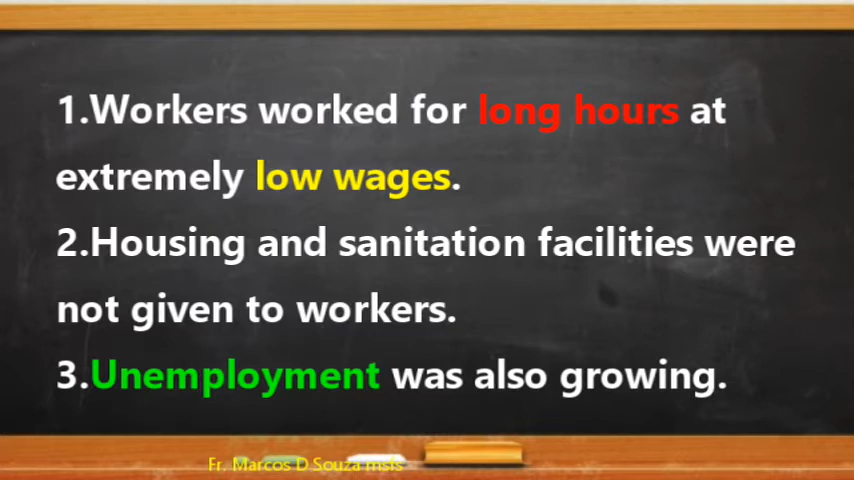 1.Workers worked for long hours at
extremely low wages.
2.Housing and sanitation facilities were
not given to workers.
3.Unemployment was also growing.
Fr. Marcos D Souza msfs